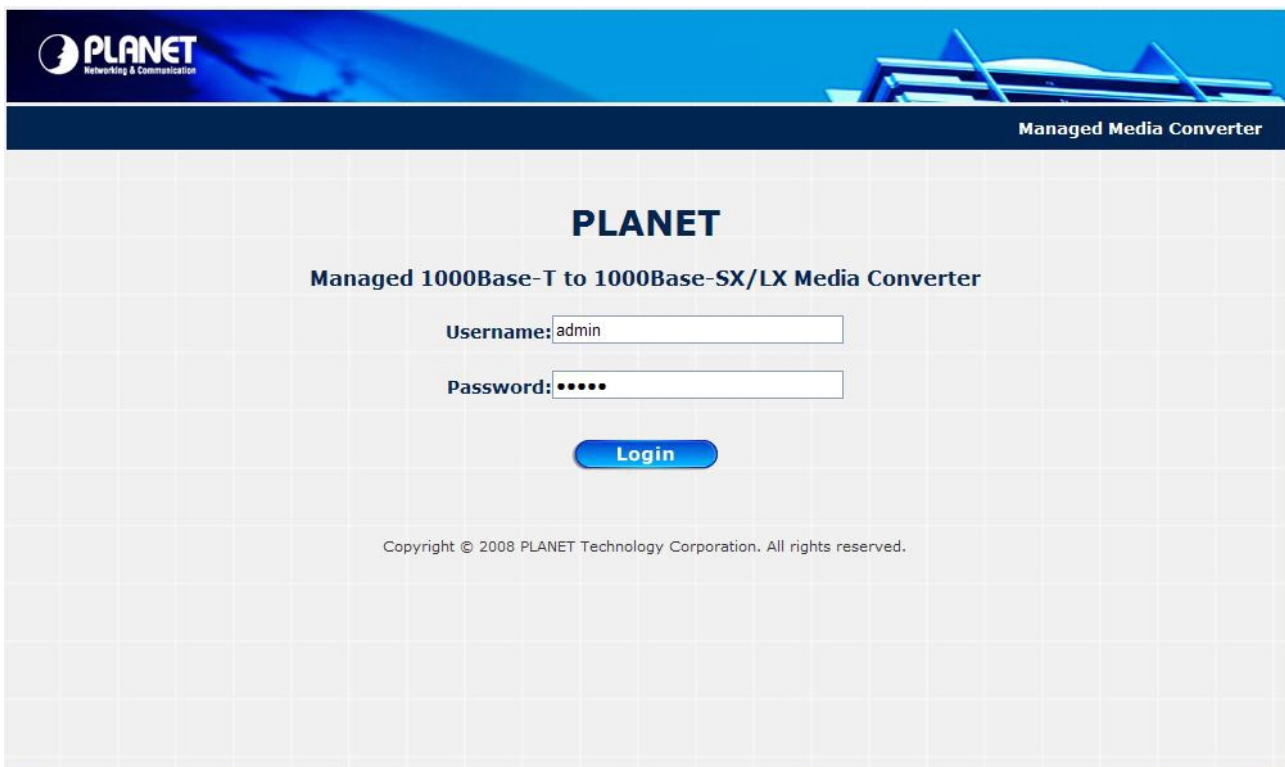 PLANET
Networking & Communication
Managed Media Converter
PLANET
Managed 1000Base-T to 1000Base-SX/LX Media Converter
Username: admin
Password: •••••
Login
Copyright © 2008 PLANET Technology Corporation. All rights reserved.